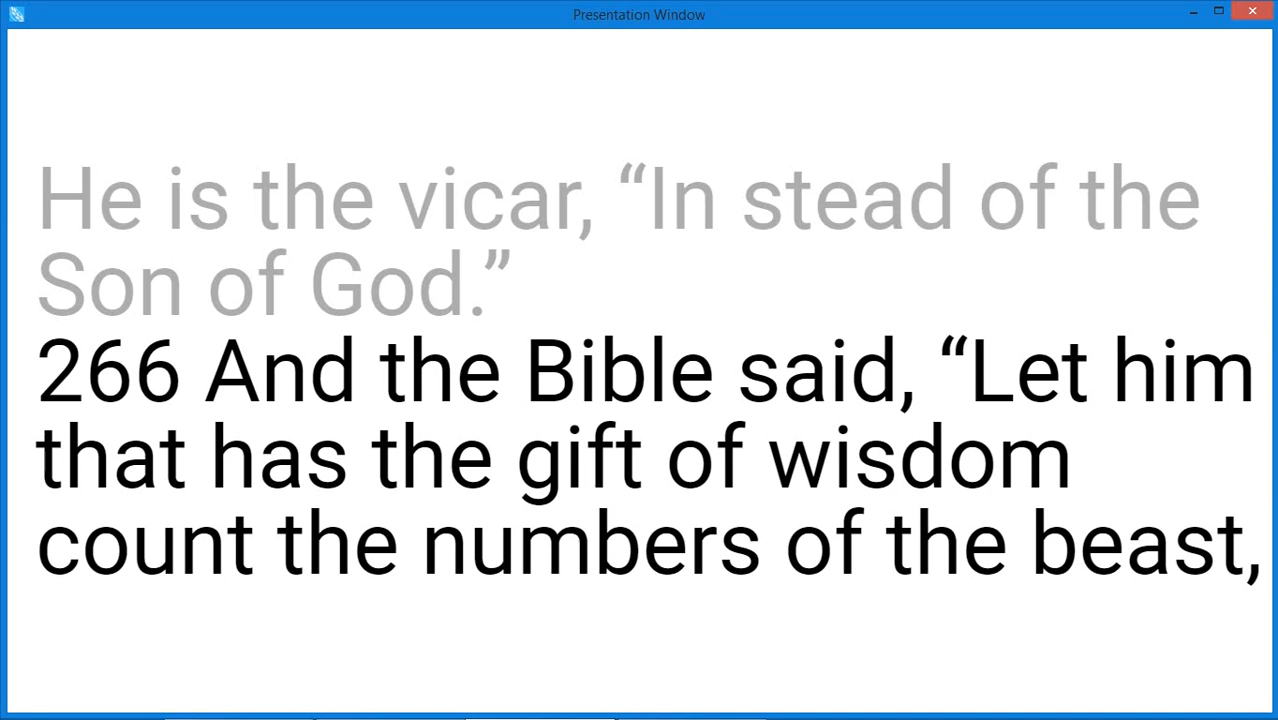 Presentation Window
He is the vicar, “In stead of the
Son of God.”
266 And the Bible said, “Let him
that has the gift of wisdom
count the numbers of the beast,